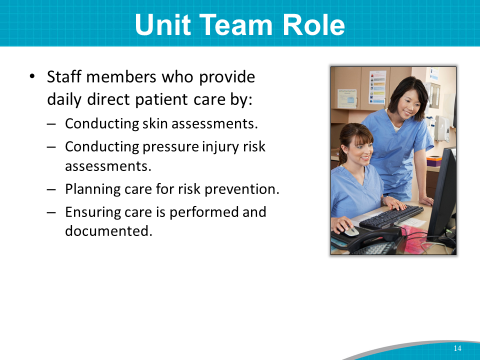 Unit Team Role
• Staff members who provide
daily direct patient care by:
– Conducting skin assessments.
– Conducting pressure injury risk
assessments.
– Planning care for risk prevention.
– Ensuring care is performed and
documented.
14